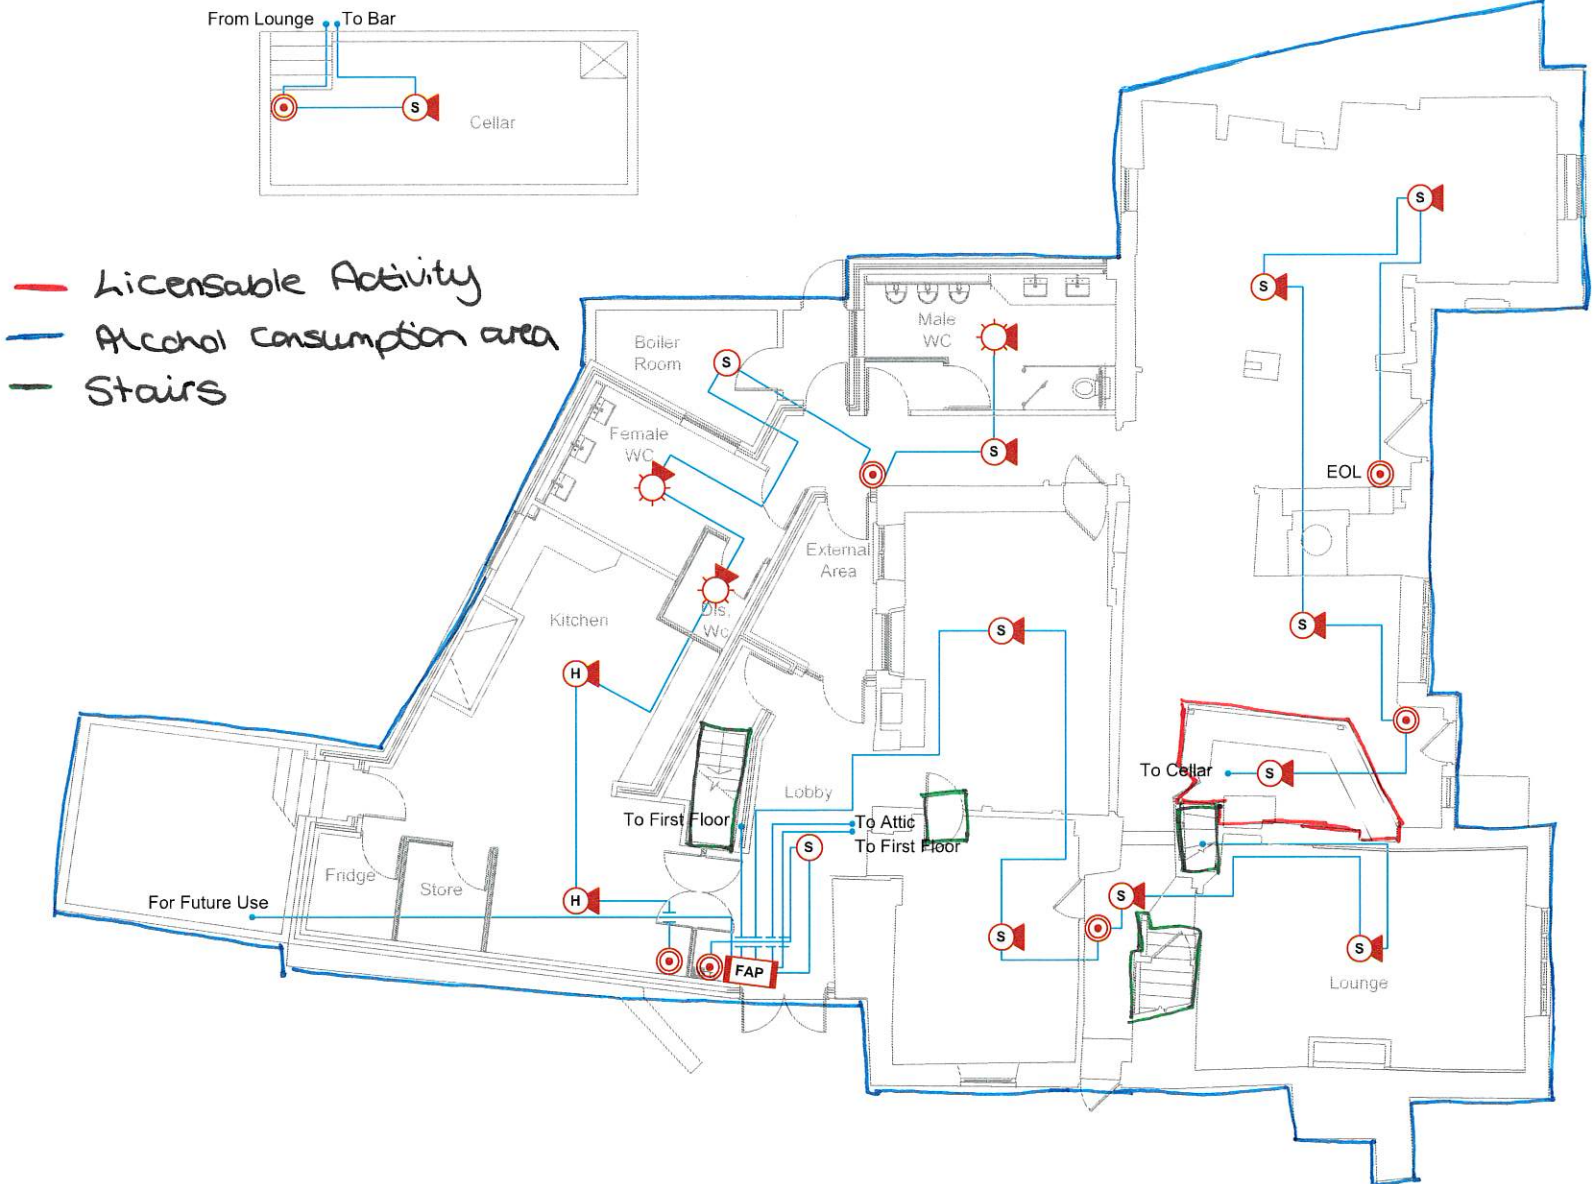 From Lounge To Bar
S
Cellar
Licensable Activity
Alcohol consumption area
Stairs
S
S
Male
WC
Boiler
Room
S
Female
WC
S
EOL
External
Area
Kitchen
Dis.
Wc
S
S
H
To Cellar
S
Lobby
To First Floor
To Attic
To First Floor
S
Fridge
Store
S
For Future Use
H
S
S
FAP
Lounge